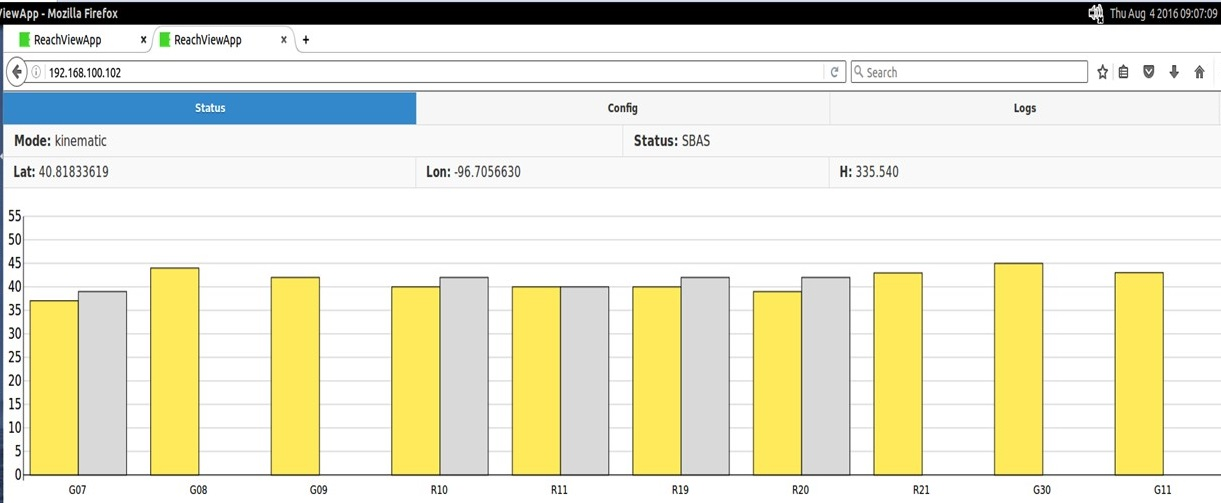 ViewApp - Mozilla Firefox Thu Aug 4 2016 09:07:09
ReachViewApp x ReachViewApp x +
192.168.100.102 Search
Status Config Logs
Mode: kinematic Status: SBAS
Lat: 40.81833619 Lon: -96.7056630 H: 335.540
55
50
45
40
35
30
25
20
15
10
5
0
G07 G08 G09 R10 R11 R19 R20 R21 G30 G11